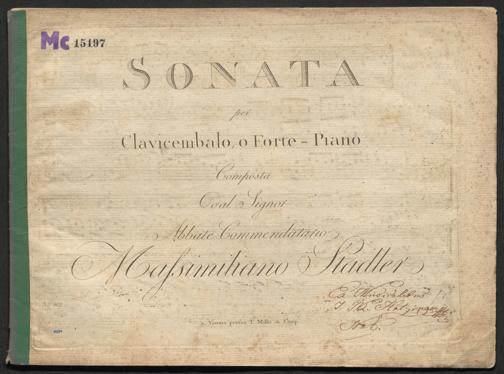 Mc 15197
SONATA
per
Clavicembalo, o Forte-Piano
Composta
Dal Signor
Abbate Commendatario
Massimiliano Stadler
a Vienna presso T. Mollo e Comp.